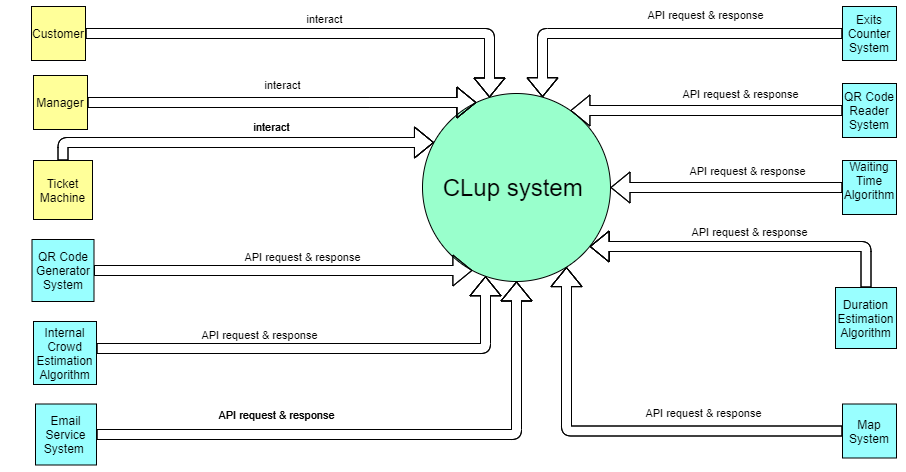 Customer
interact
API request & response
Exits
Counter
System
Manager
interact
API request & response
QR Code
Reader
System
interact
Ticket
Machine
CLup system
API request & response
Waiting
Time
Algorithm
QR Code
Generator
System
API request & response
API request & response
Duration
Estimation
Algorithm
Internal
Crowd
Estimation
Algorithm
API request & response
Email
Service
System
API request & response
API request & response
Map
System